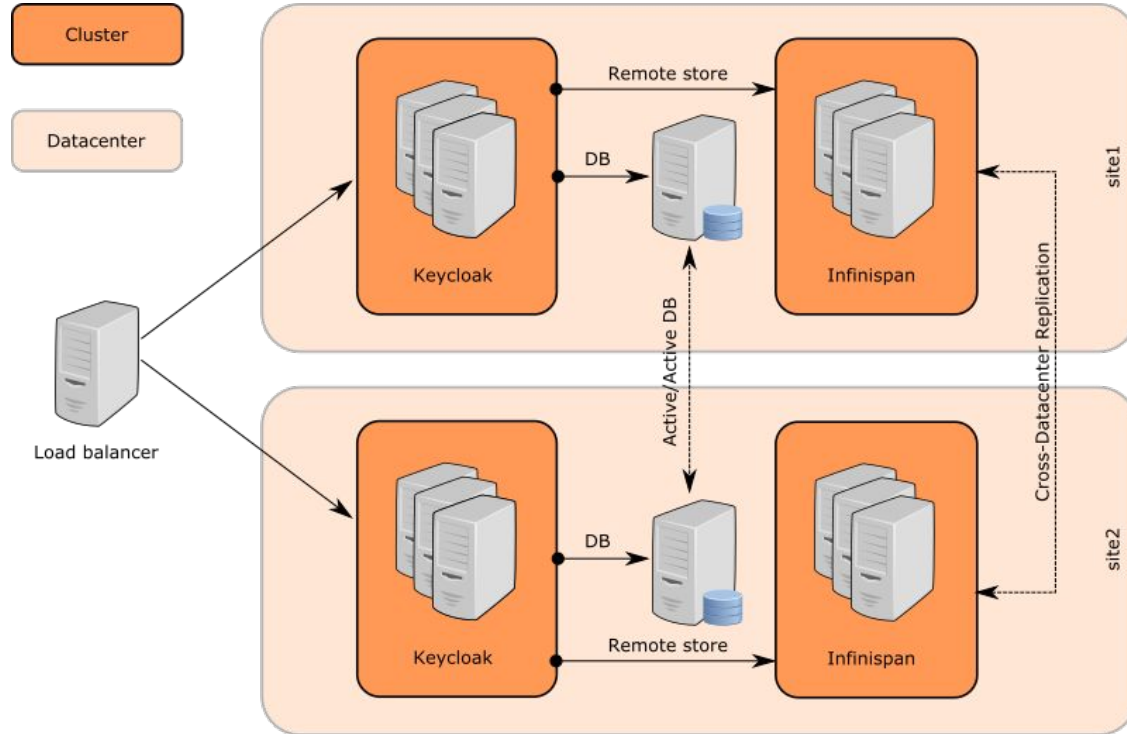 Cluster
Datacenter
Load balancer
Keycloak
Remote store
DB
Infinispan
site1
Active/Active DB
Cross-Datacenter Replication
Keycloak
DB
Remote store
Infinispan
site2